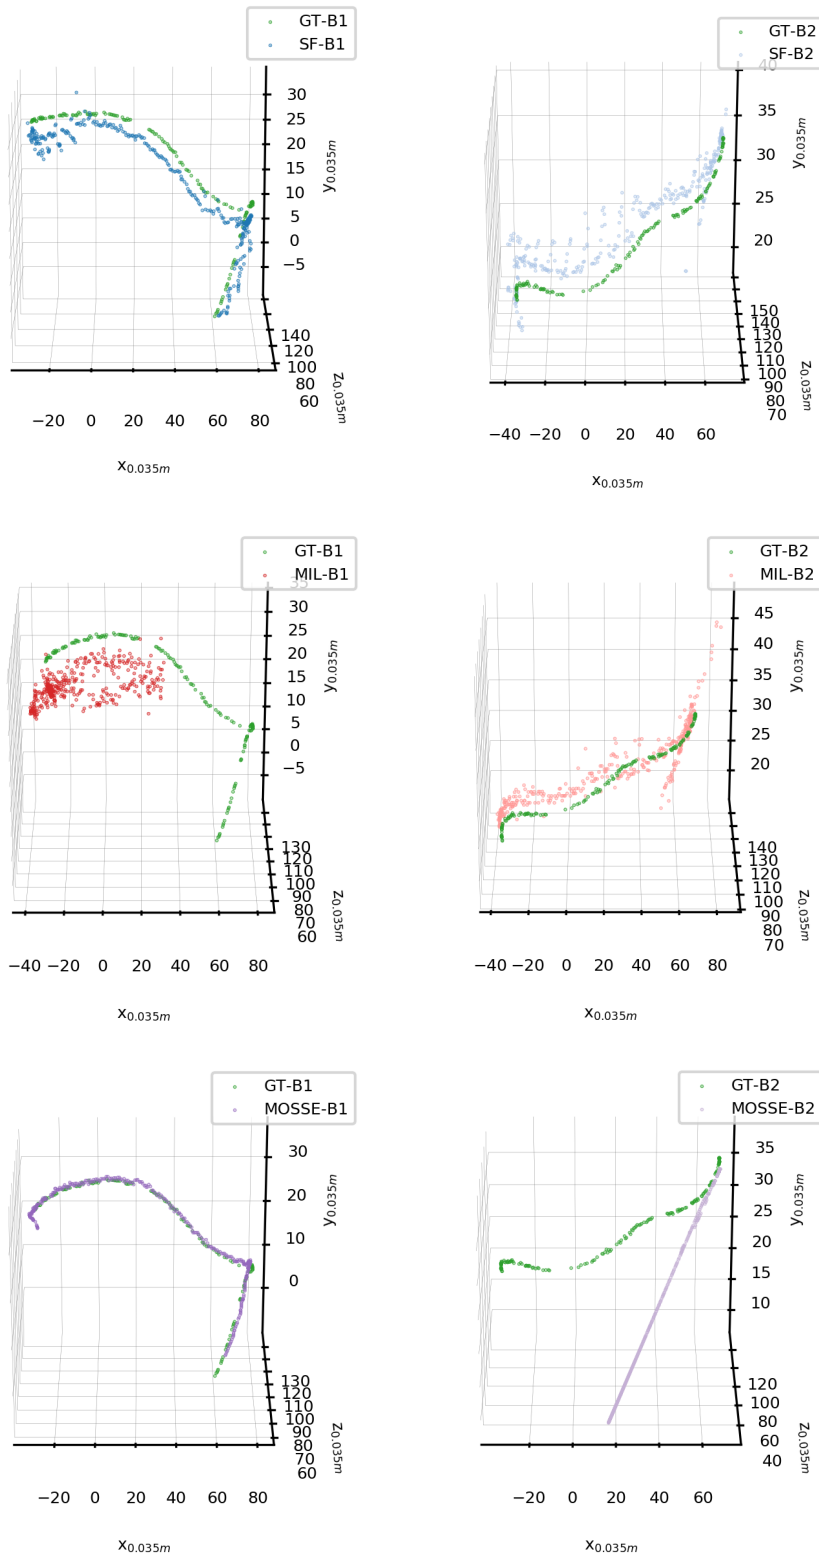 GT-B1
SF-B1
30
25
20
15
10
5
0
−5
y0.035m
140
120
100
80
60
z0.035m
−20 0 20 40 60 80
x0.035m
GT-B2
SF-B2
40
35
30
25
20
y0.035m
150
140
130
120
110
100
90
80
70
z0.035m
−40 −20 0 20 40 60
x0.035m
GT-B1
MIL-B1
35
30
25
20
15
10
5
0
−5
y0.035m
130
120
110
100
90
80
70
60
z0.035m
−40 −20 0 20 40 60 80
x0.035m
GT-B2
MIL-B2
45
40
35
30
25
20
y0.035m
140
130
120
110
100
90
80
70
z0.035m
−40 −20 0 20 40 60 80
x0.035m
GT-B1
MOSSE-B1
30
20
10
0
y0.035m
130
120
110
100
90
80
70
60
z0.035m
−20 0 20 40 60 80
x0.035m
GT-B2
MOSSE-B2
35
30
25
20
15
10
y0.035m
120
100
80
60
40
z0.035m
−20 0 20 40 60
x0.035m